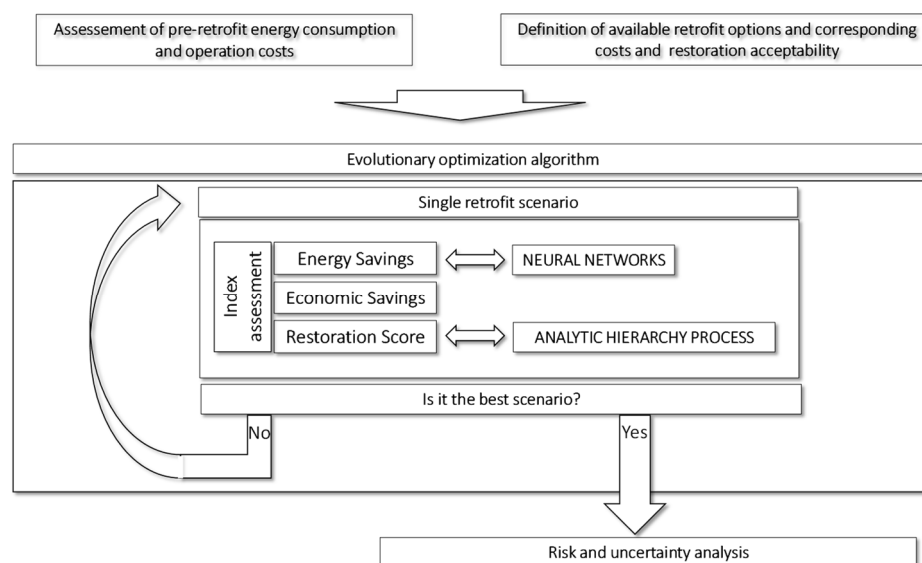 Assessement of pre-retrofit energy consumption
and operation costs
Definition of available retrofit options and corresponding
costs and restoration acceptability
Evolutionary optimization algorithm
Single retrofit scenario
Index
assessment
Energy Savings
NEURAL NETWORKS
Economic Savings
Restoration Score
ANALYTIC HIERARCHY PROCESS
Is it the best scenario?
No
Yes
Risk and uncertainty analysis